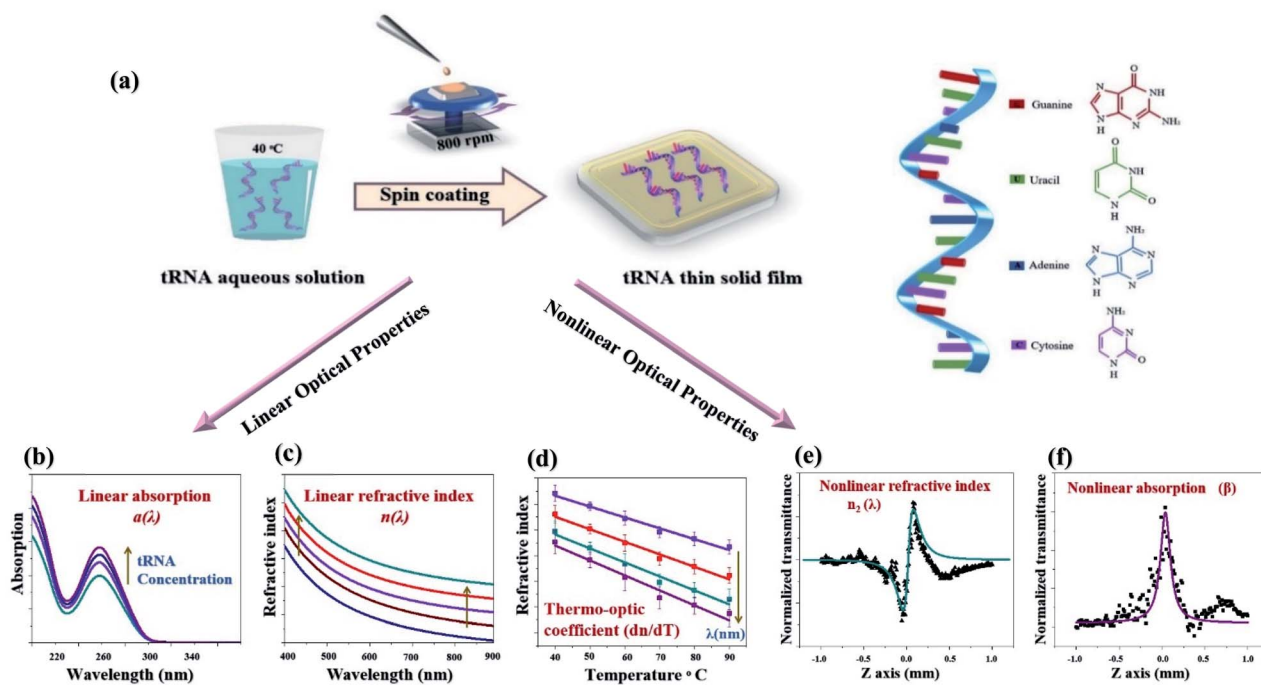 (a)
40 °C
800 rpm
Spin coating
tRNA aqueous solution
tRNA thin solid film
G Guanine
O
NH
N
N
H
N
NH₂
U Uracil
O
NH
N
H
O
A Adenine
NH₂
N
N
N
H
N
C Cytosine
NH₂
N
N
H
O
Linear Optical Properties
Nonlinear Optical Properties
(b)
Linear absorption
a(λ)
tRNA
Concentration
Absorption
220 260 300 340
Wavelength (nm)
(c)
Linear refractive index
n(λ)
Refractive index
400 500 600 700 800 900
Wavelength (nm)
(d)
Refractive index
Thermo-optic
coefficient (dn/dT)
λ(nm)
40 50 60 70 80 90
Temperature ° C
(e)
Nonlinear refractive index
n₂ (λ)
Normalized transmittance
-1.0 -0.5 0.0 0.5 1.0
Z axis (mm)
(f)
Nonlinear absorption (β)
Normalized transmittance
-1.0 -0.5 0.0 0.5 1.0
Z axis (mm)